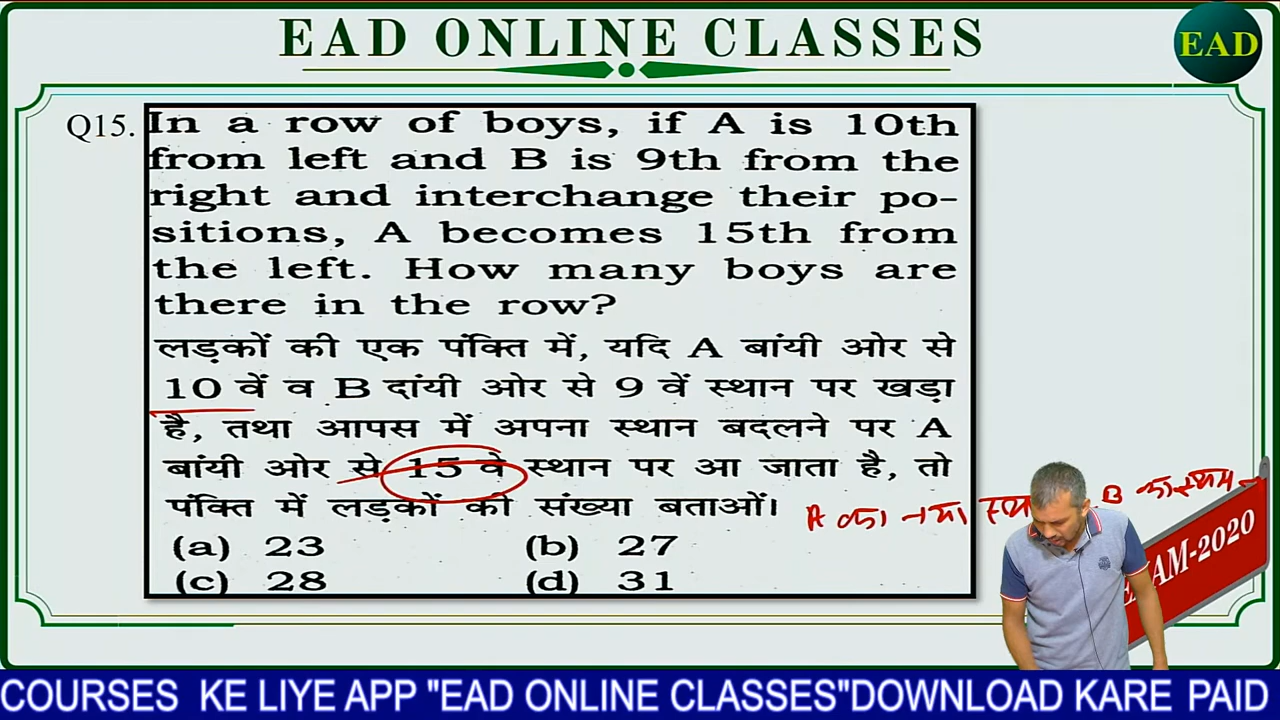 EAD ONLINE CLASSES
EAD
Q15. In a row of boys, if A is 10th
from left and B is 9th from the
right and interchange their po-
sitions, A becomes 15th from
the left. How many boys are
there in the row?
लड़कों की एक पंक्ति में, यदि A बांयी ओर से
10 वें व B दांयी ओर से 9 वें स्थान पर खड़ा
है, तथा आपस में अपना स्थान बदलने पर A
बांयी ओर से 15 वे स्थान पर आ जाता है, तो
पंक्ति में लड़कों की संख्या बताओं।
A का नया B का स्थान
(a) 23 (b) 27
(c) 28 (d) 31
EXAM-2020
COURSES KE LIYE APP "EAD ONLINE CLASSES"DOWNLOAD KARE PAID